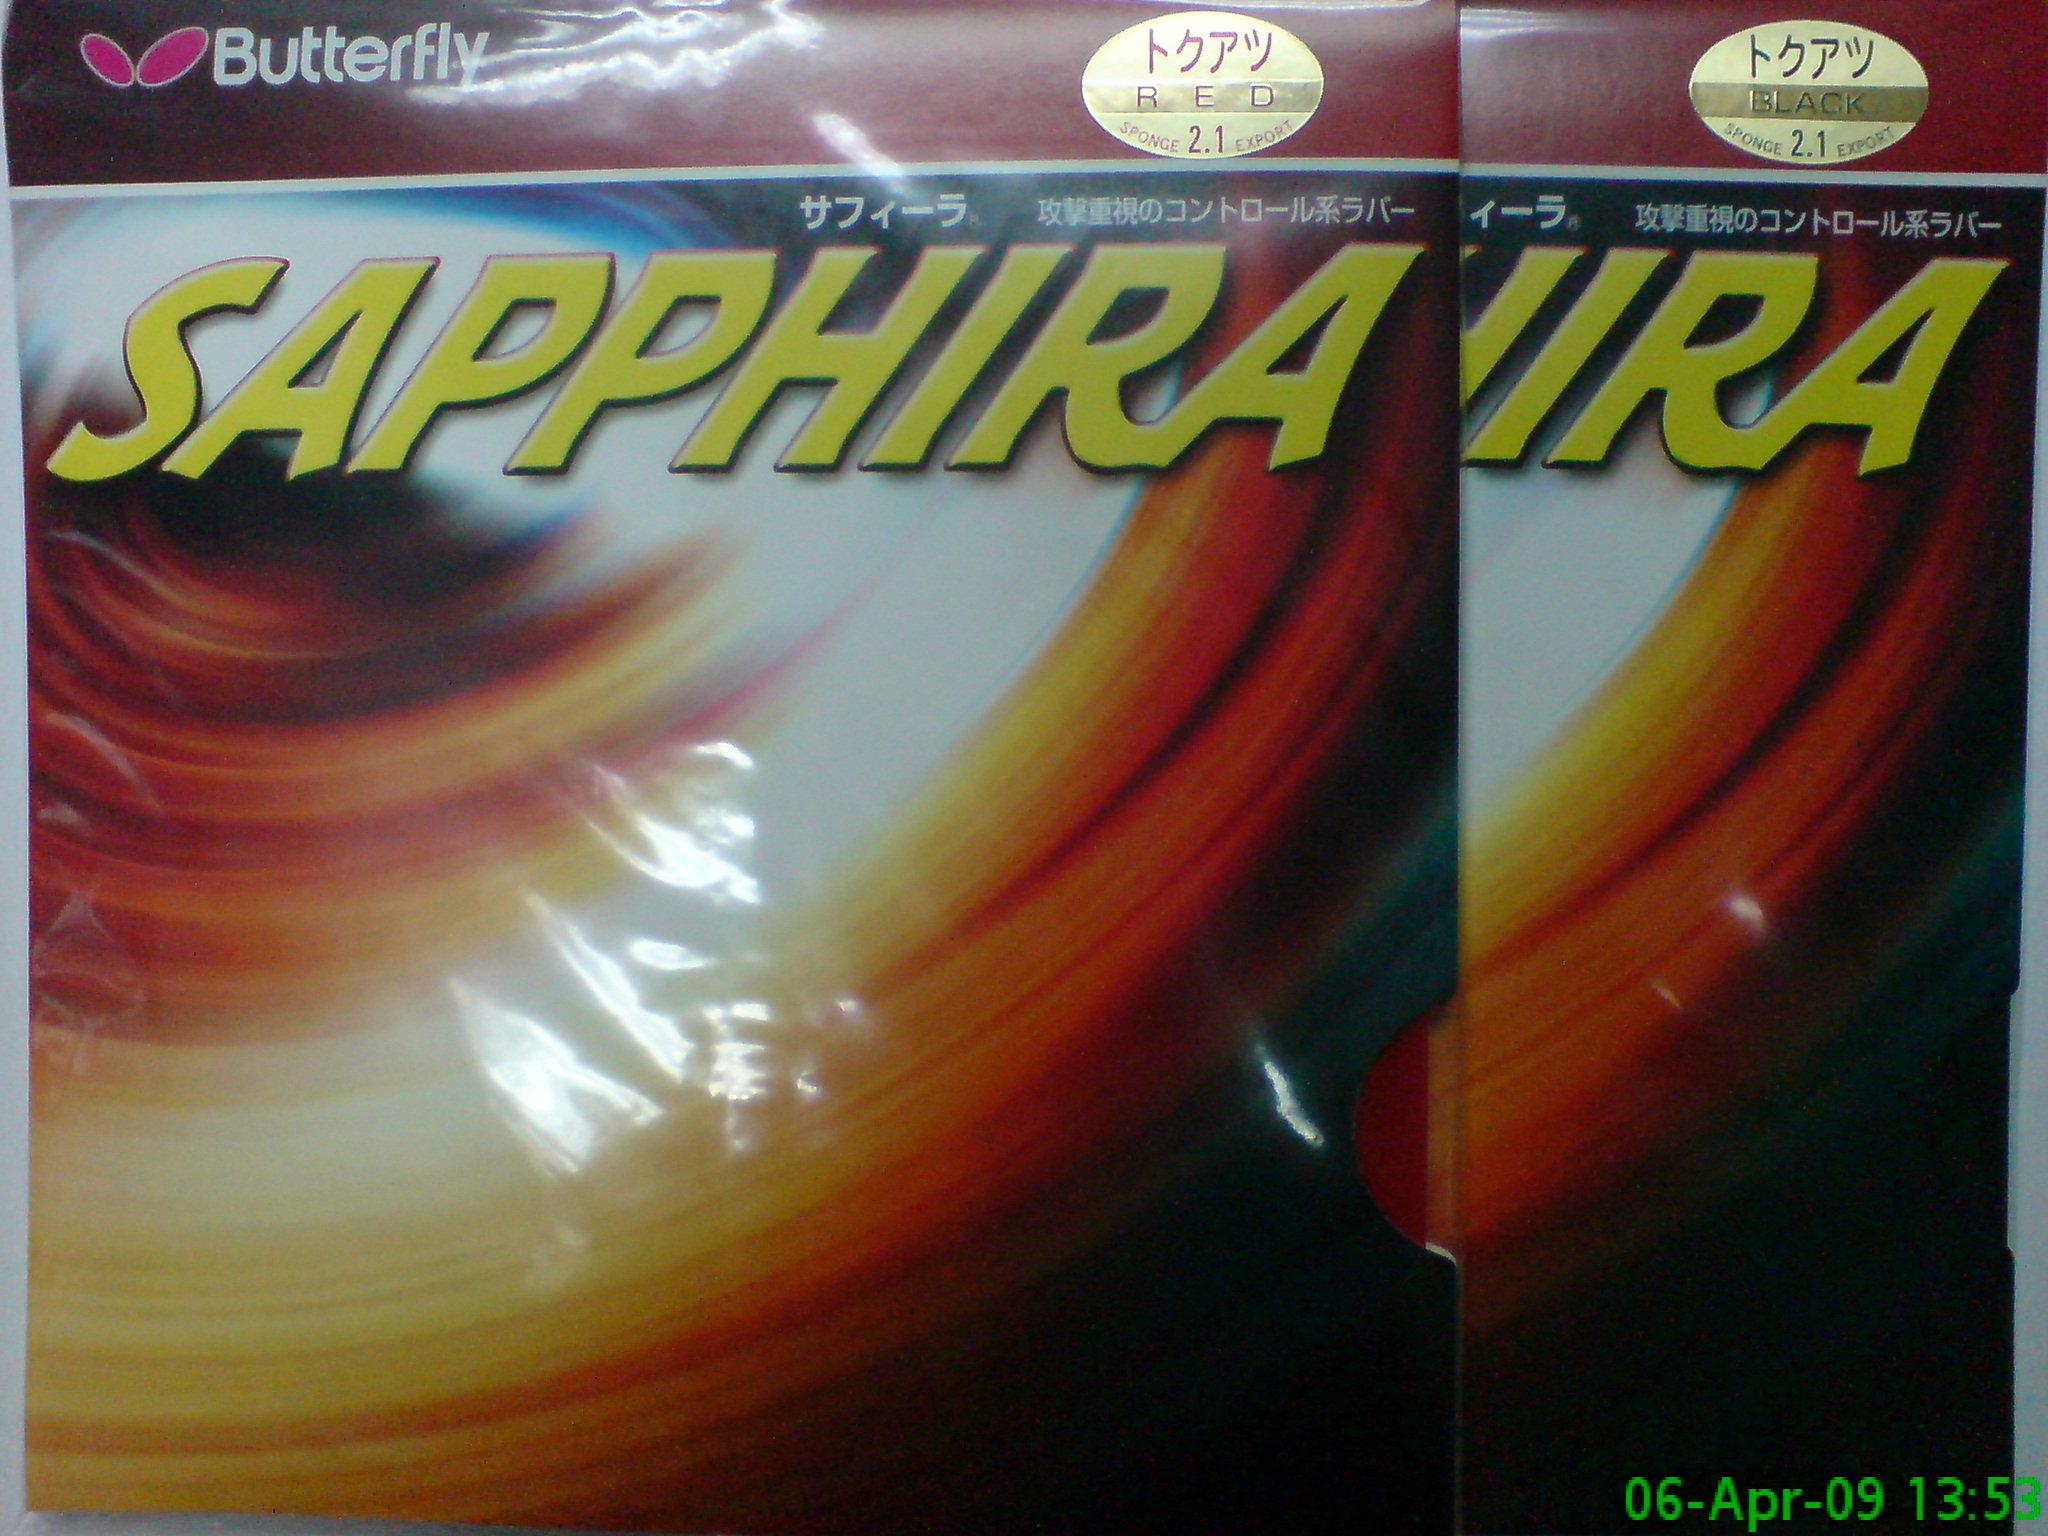 Butterfly
トクアツ
RED
SPONGE 2.1 EXPORT
サフィーラ®
攻撃重視のコントロール系ラバー
SAPPHIRA
トクアツ
BLACK
SPONGE 2.1 EXPORT
ィーラ®
攻撃重視のコントロール系ラバー
HIRA
06-Apr-09 13:53